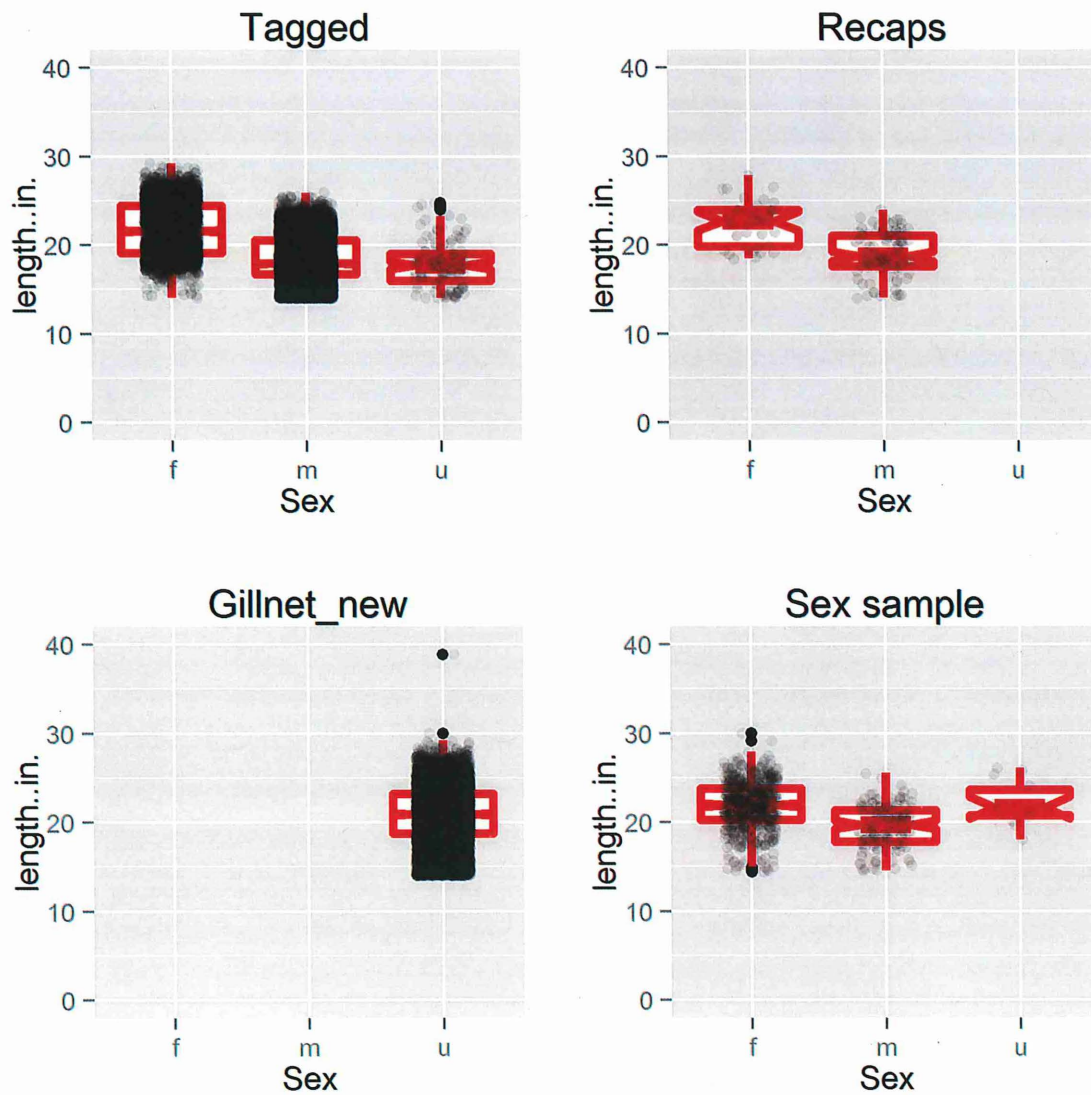 Tagged
40
30
20
10
0
length..in.
f m u
Sex
Recaps
40
30
20
10
0
length..in.
f m u
Sex
Gillnet_new
40
30
20
10
0
length..in.
f m u
Sex
Sex sample
40
30
20
10
0
length..in.
f m u
Sex